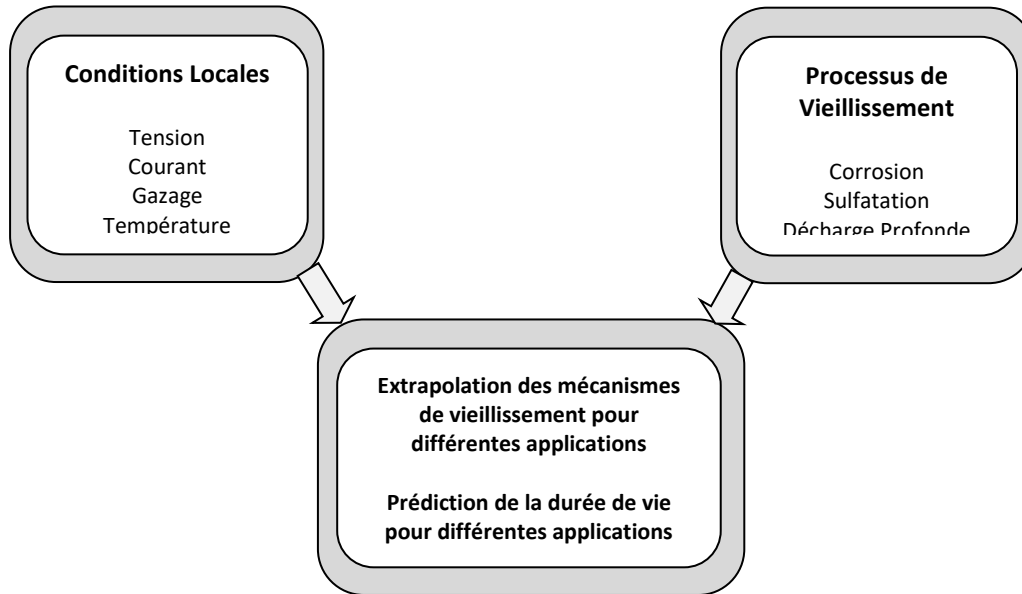 Conditions Locales
Tension
Courant
Gazage
Température
Processus de
Vieillissement
Corrosion
Sulfatation
Décharge Profonde
Extrapolation des mécanismes
de vieillissement pour
différentes applications
Prédiction de la durée de vie
pour différentes applications